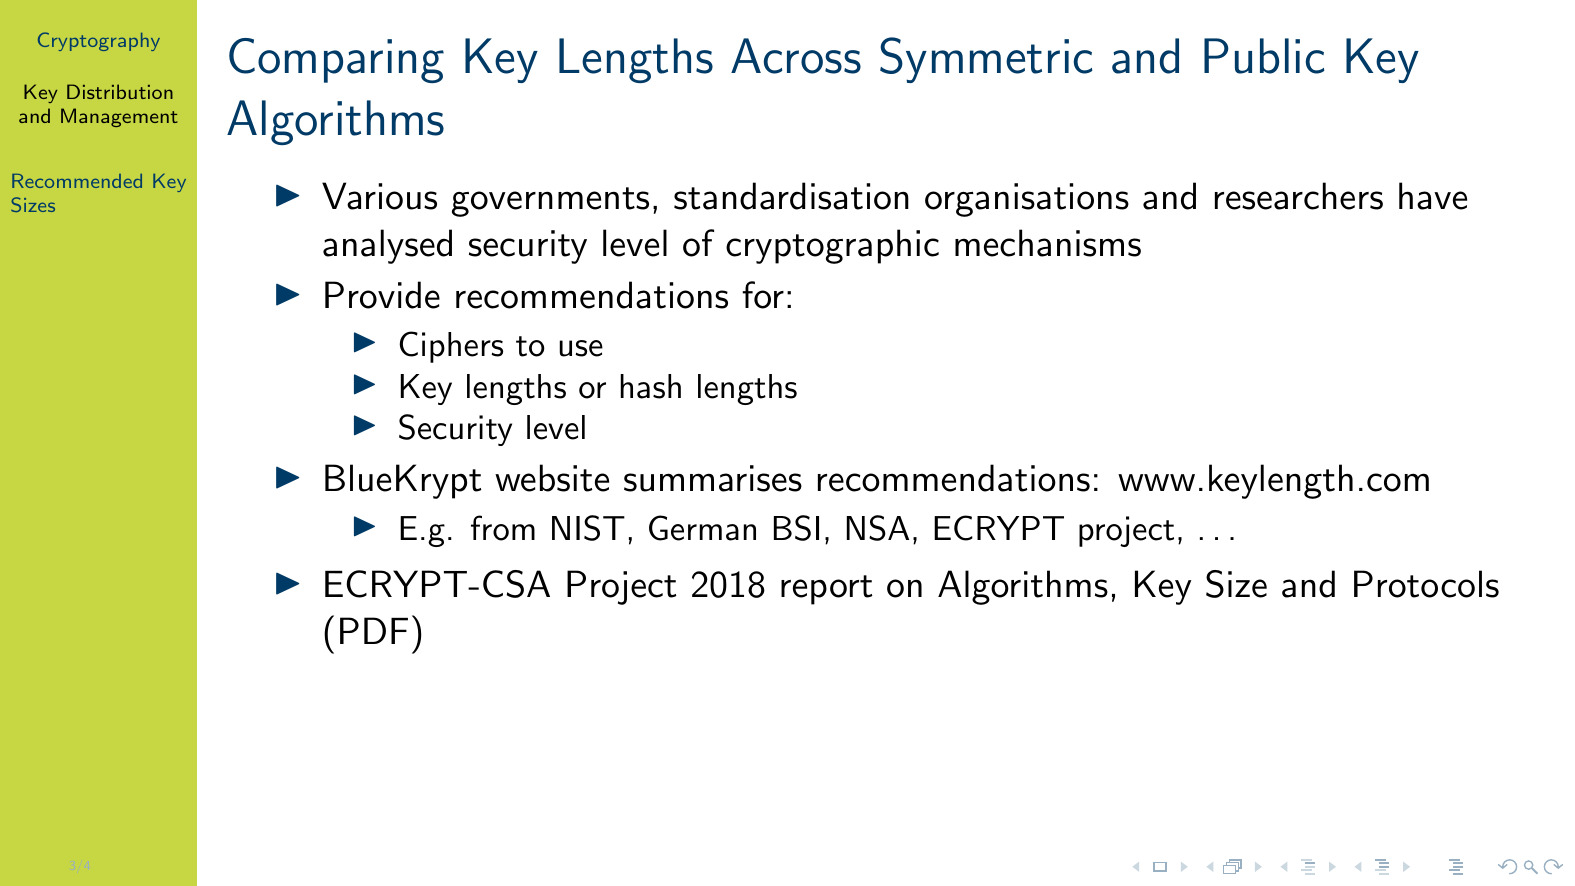 Cryptography
Key Distribution
and Management
Recommended Key
Sizes
Comparing Key Lengths Across Symmetric and Public Key
Algorithms
Various governments, standardisation organisations and researchers have
analysed security level of cryptographic mechanisms
Provide recommendations for:
Ciphers to use
Key lengths or hash lengths
Security level
BlueKrypt website summarises recommendations: www.keylength.com
E.g. from NIST, German BSI, NSA, ECRYPT project, . . .
ECRYPT-CSA Project 2018 report on Algorithms, Key Size and Protocols
(PDF)
3/4